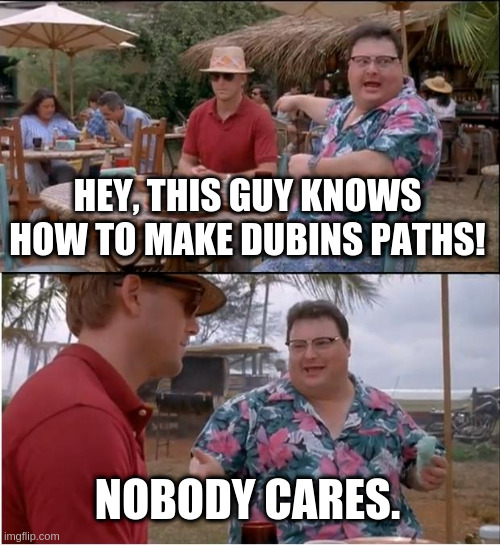 HEY, THIS GUY KNOWS
HOW TO MAKE DUBINS PATHS!
NOBODY CARES.
imgflip.com